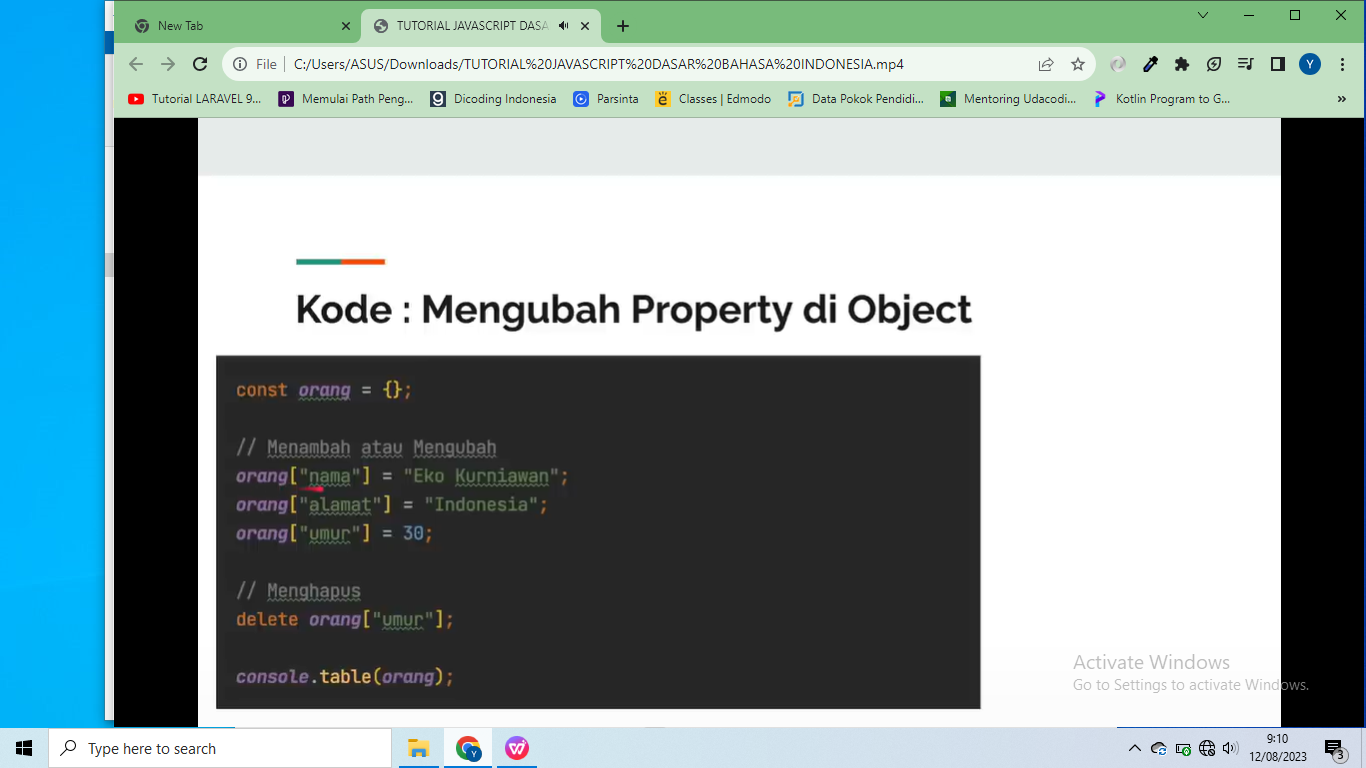 New Tab
TUTORIAL JAVASCRIPT DASA
File
C:/Users/ASUS/Downloads/TUTORIAL%20JAVASCRIPT%20DASAR%20BAHASA%20INDONESIA.mp4
Y
Tutorial LARAVEL 9...
Memulai Path Peng...
Dicoding Indonesia
Parsinta
Classes | Edmodo
Data Pokok Pendidi...
Mentoring Udacodi...
Kotlin Program to G...
»
Kode : Mengubah Property di Object
const orang = {};
// Menambah atau Mengubah
orang["nama"] = "Eko Kurniawan";
orang["alamat"] = "Indonesia";
orang["umur"] = 30;
// Menghapus
delete orang["umur"];
console.table(orang);
Activate Windows
Go to Settings to activate Windows.
Type here to search
Y
9:10
12/08/2023
3